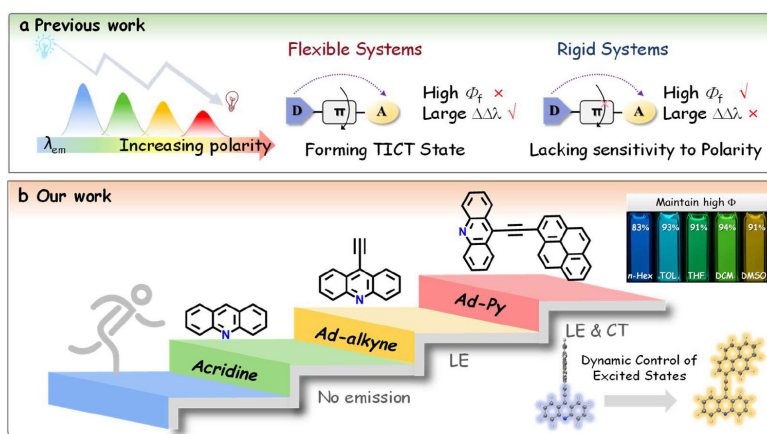 a Previous work
λem
Increasing polarity
Flexible Systems
D π A
High Φf ×
Large ΔΔλ √
Forming TICT State
Rigid Systems
D π A
High Φf √
Large ΔΔλ ×
Lacking sensitivity to Polarity
b Our work
N
Acridine
N
Ad-alkyne
N
Ad-Py
No emission
LE
LE & CT
Maintain high Φ
83% 93% 91% 94% 91%
n-Hex TOL THF DCM DMSO
Dynamic Control of
Excited States